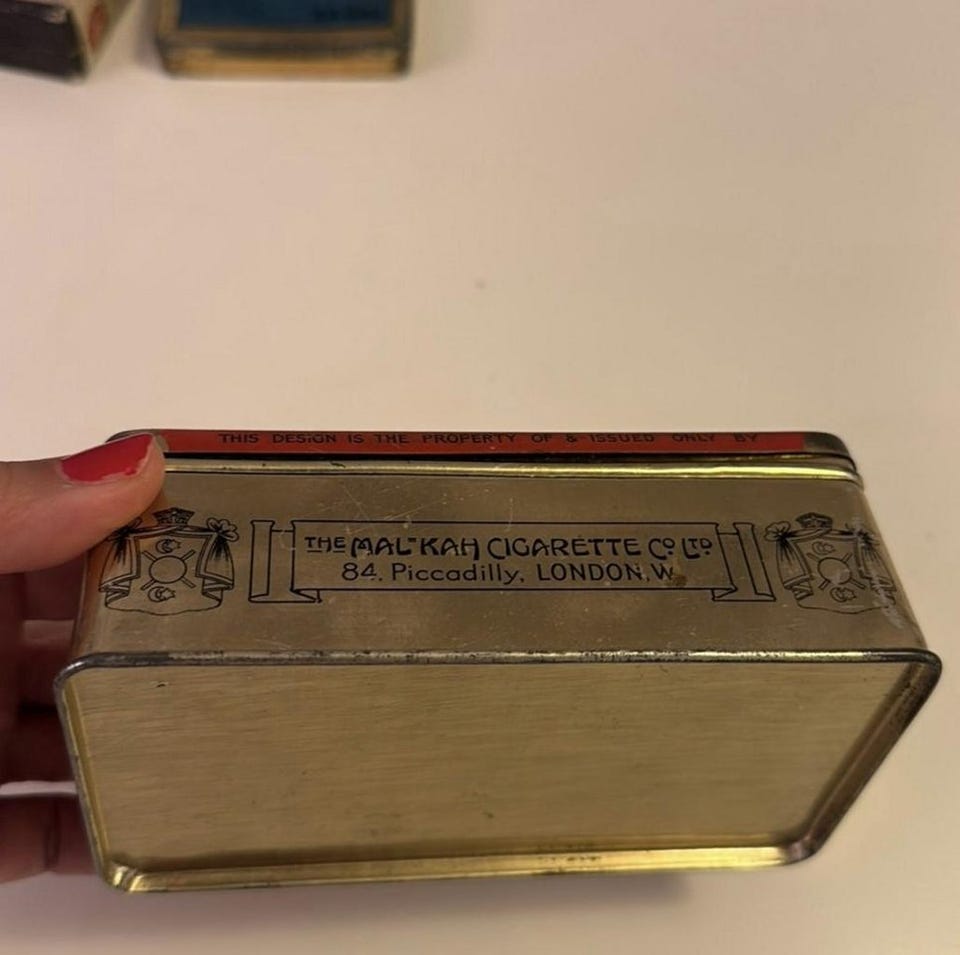 THIS DESIGN IS THE PROPERTY OF & ISSUED ONLY BY
THE MAL-KAH CIGARETTE Co LTD
84, Piccadilly, LONDON, W